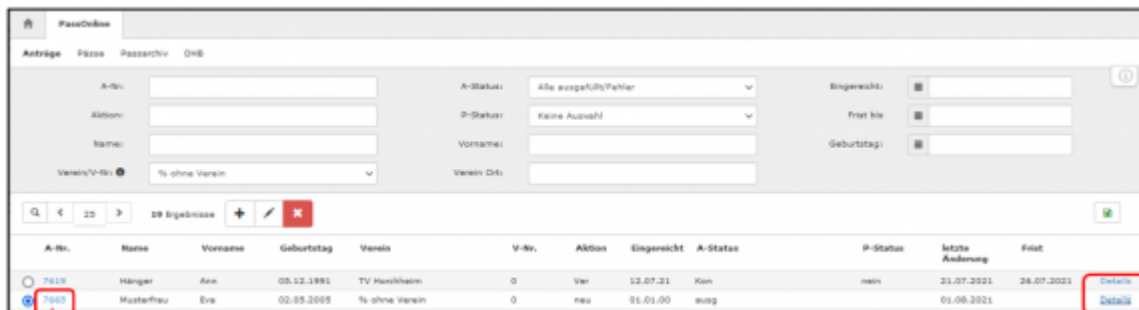 PassOnline
Anträge Pässe Passarchiv DHB
A-Nr: A-Status: Alle ausgefüllt/Fehler Eingereicht:
Aktion: P-Status: Keine Auswahl Frist bis
Name: Vorname: Geburtstag:
Verein/V-Nr: % ohne Verein Verein Ort:
25 19 Ergebnisse
A-Nr. Name Vorname Geburtstag Verein V-Nr. Aktion Eingereicht A-Status P-Status letzte Änderung Frist
7619 Hänger Ann 05.12.1991 TV 0 Ver 12.07.21 Kon nein 21.07.2021 26.07.2021 Details
7665 Musterfrau Eva 02.05.2005 % ohne Verein 0 neu 01.01.00 ausg 01.08.2021 Details